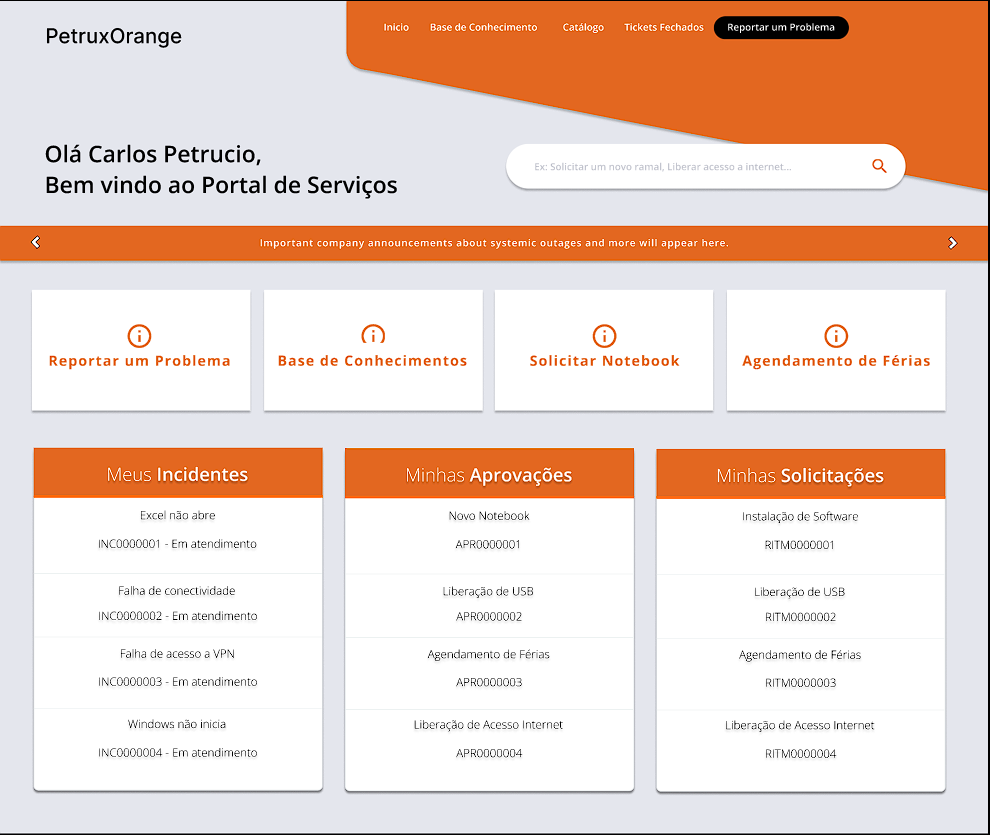 PetruxOrange
Inicio Base de Conhecimento Catálogo Tickets Fechados Reportar um Problema
Olá Carlos Petrucio,
Bem vindo ao Portal de Serviços
Ex: Solicitar um novo ramal, Liberar acesso a internet...
Important company announcements about systemic outages and more will appear here.
Reportar um Problema
Base de Conhecimentos
Solicitar Notebook
Agendamento de Férias
Meus Incidentes
Excel não abre
INC0000001 - Em atendimento
Falha de conectividade
INC0000002 - Em atendimento
Falha de acesso a VPN
INC0000003 - Em atendimento
Windows não inicia
INC0000004 - Em atendimento
Minhas Aprovações
Novo Notebook
APR0000001
Liberação de USB
APR0000002
Agendamento de Férias
APR0000003
Liberação de Acesso Internet
APR0000004
Minhas Solicitações
Instalação de Software
RITM0000001
Liberação de USB
RITM0000002
Agendamento de Férias
RITM0000003
Liberação de Acesso Internet
RITM0000004